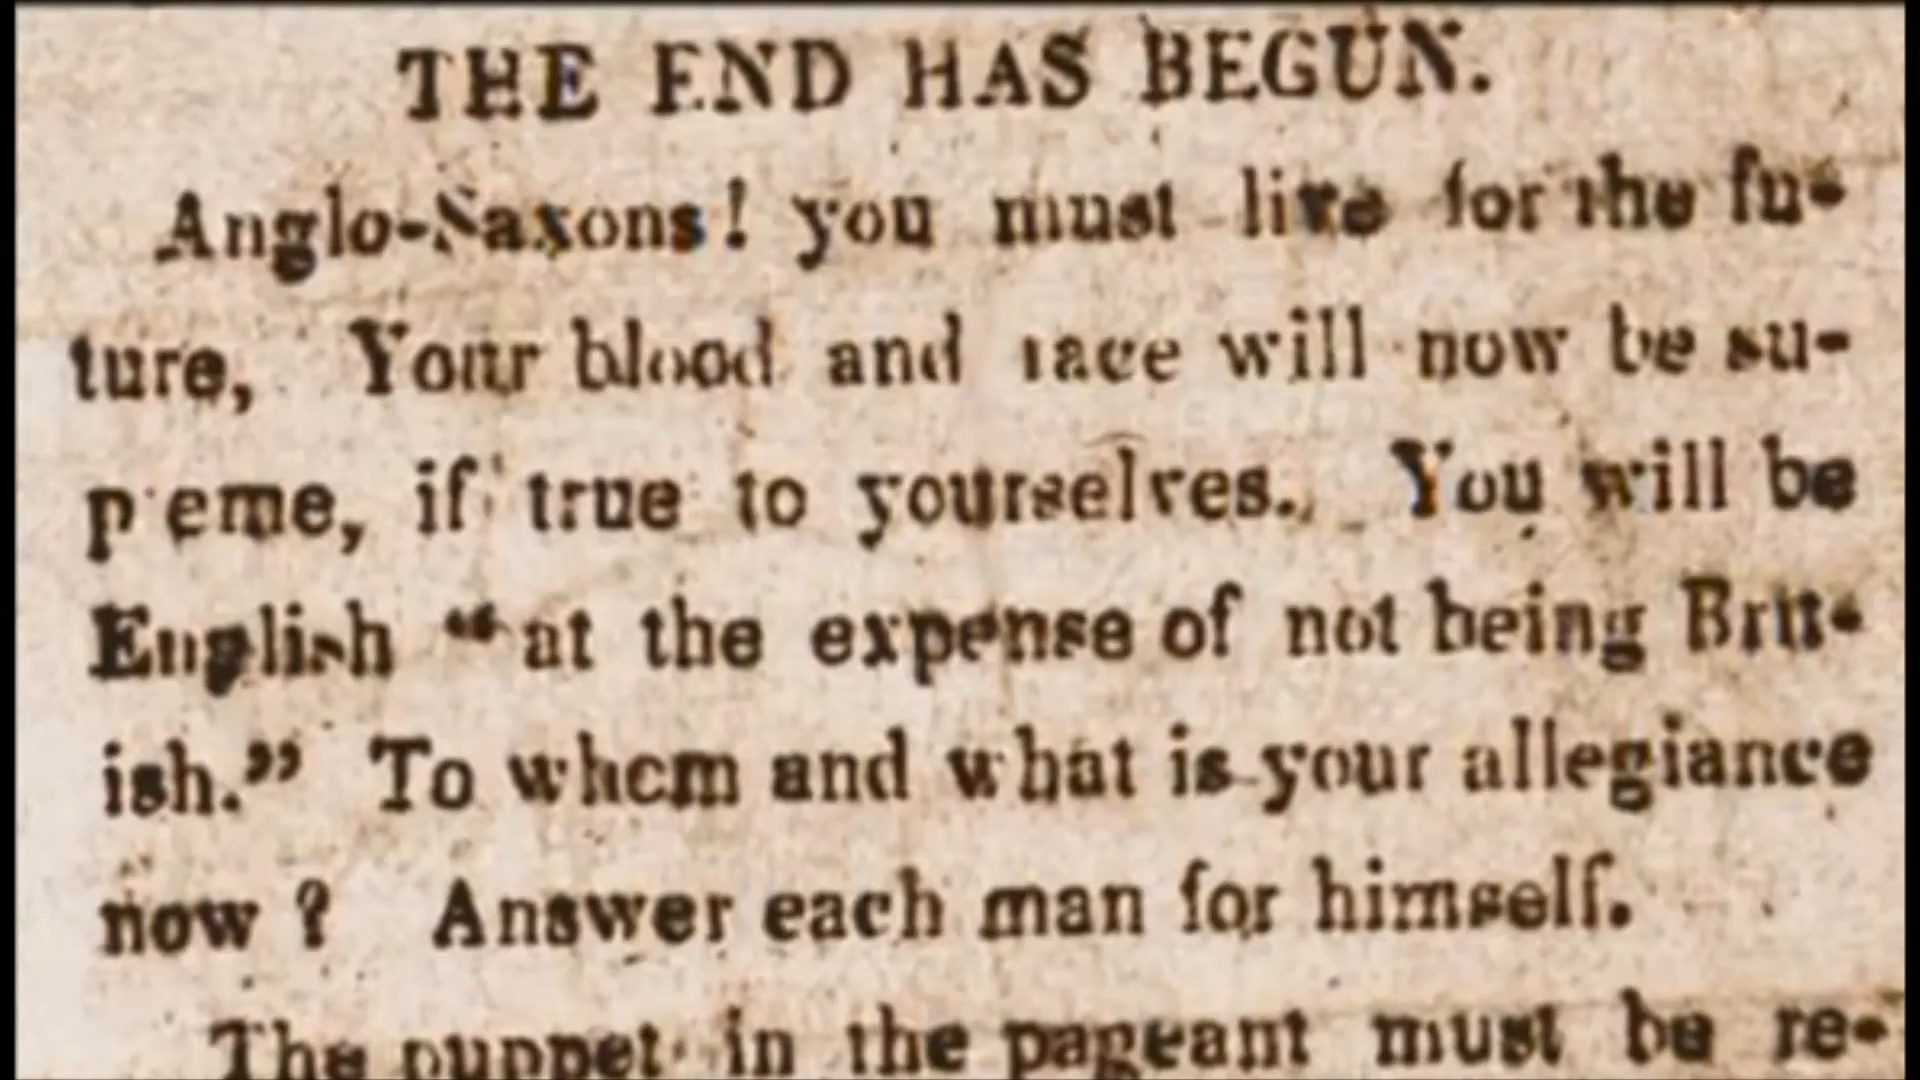 THE END HAS BEGUN.
Anglo-Saxons! you must live for the fu-
ture, Your blood and race will now be su-
p eme, if true to yourselves. You will be
English "at the expense of not being Brit-
ish." To whom and what is your allegiance
now ? Answer each man for himself.
The puppet in the pageant must be re-